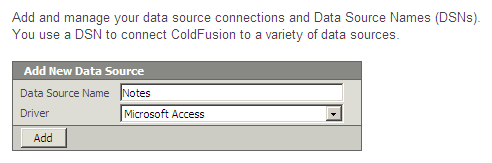 Add and manage your data source connections and Data Source Names (DSNs).
You use a DSN to connect ColdFusion to a variety of data sources.
Add New Data Source
Data Source Name Notes
Driver Microsoft Access
Add